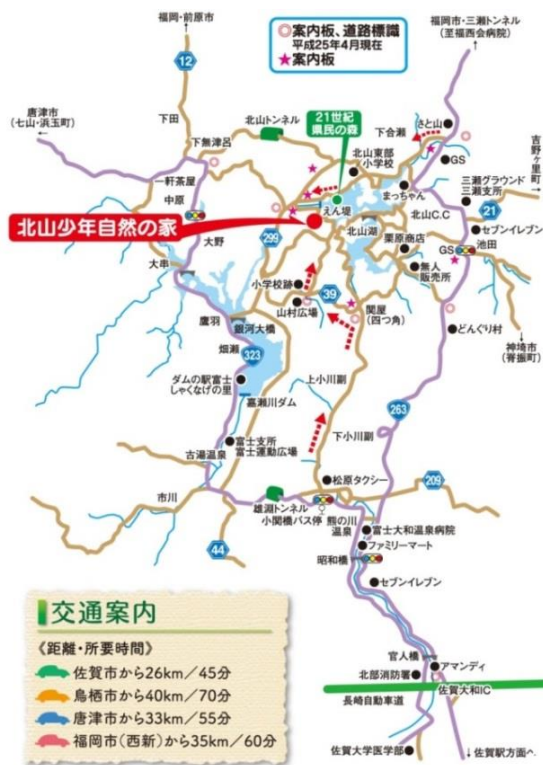 福岡・前原市
福岡市・三瀬トンネル
(至福西会病院)
案内板、道路標識
平成25年4月現在
★案内板
12
263
唐津市
(七山・浜玉町)
下田
下無津呂
北山トンネル
21世紀
県民の森
さと山
下合瀬
GS
北山東部
小学校
吉野ヶ里町
一軒茶屋
中原
えん堤
まっちゃん
三瀬グラウンド
三瀬支所
21
北山少年自然の家
大野
299
北山湖
北山C.C
栗原商店
セブンイレブン
池田
GS
無人
販売所
大串
小学校跡
山村広場
39
関屋
(四つ角)
どんぐり村
神埼市
(脊振町)
鷹羽
銀河大橋
畑瀬
323
ダムの駅富士
しゃくなげの里
嘉瀬川ダム
上小川副
263
下小川副
富士支所
富士運動広場
古湯温泉
市川
松原タクシー
209
雄淵トンネル
小関橋バス停
熊の川
温泉
44
富士大和温泉病院
ファミリーマート
昭和橋
セブンイレブン
官人橋
アマンディ
北部消防署
佐賀大和IC
長崎自動車道
佐賀大学医学部
↓佐賀駅方面へ
交通案内
《距離・所要時間》
佐賀市から26km/45分
鳥栖市から40km/70分
唐津市から33km/55分
福岡市(西新)から35km/60分